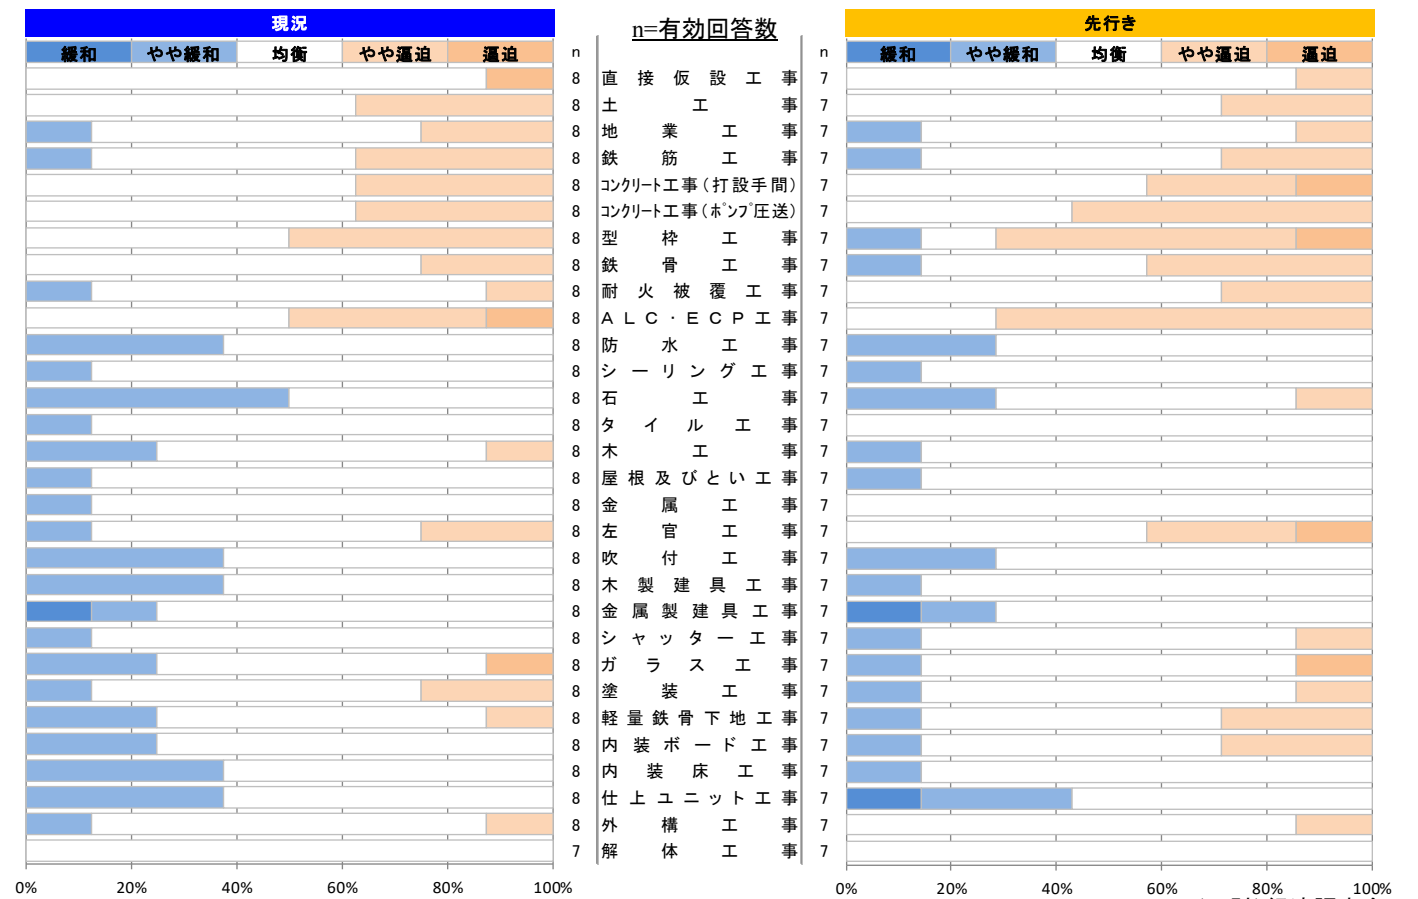 現況
n=有効回答数
先行き
緩和 やや緩和 均衡 やや逼迫 逼迫 n n 緩和 やや緩和 均衡 やや逼迫 逼迫
8 直接仮設工事 7
8 土工事 7
8 地業工事 7
8 鉄筋工事 7
8 ｺﾝｸﾘｰﾄ工事(打設手間) 7
8 ｺﾝｸﾘｰﾄ工事(ﾎﾟﾝﾌﾟ圧送) 7
8 型枠工事 7
8 鉄骨工事 7
8 耐火被覆工事 7
8 ＡＬＣ・ＥＣＰ工事 7
8 防水工事 7
8 シーリング工事 7
8 石工事 7
8 タイル工事 7
8 木工事 7
8 屋根及びとい工事 7
8 金属工事 7
8 左官工事 7
8 吹付工事 7
8 木製建具工事 7
8 金属製建具工事 7
8 シャッター工事 7
8 ガラス工事 7
8 塗装工事 7
8 軽量鉄骨下地工事 7
8 内装ボード工事 7
8 内装床工事 7
8 仕上ユニット工事 7
8 外構工事 7
7 解体工事 7
0% 20% 40% 60% 80% 100% 0% 20% 40% 60% 80% 100%